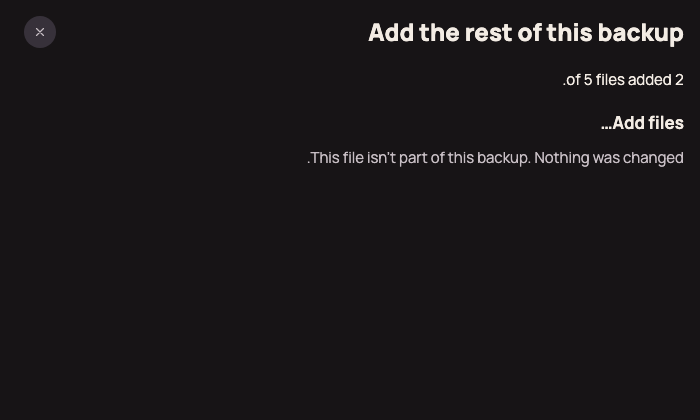 Add the rest of this backup
2 of 5 files added.
Add files…
This file isn't part of this backup. Nothing was changed.